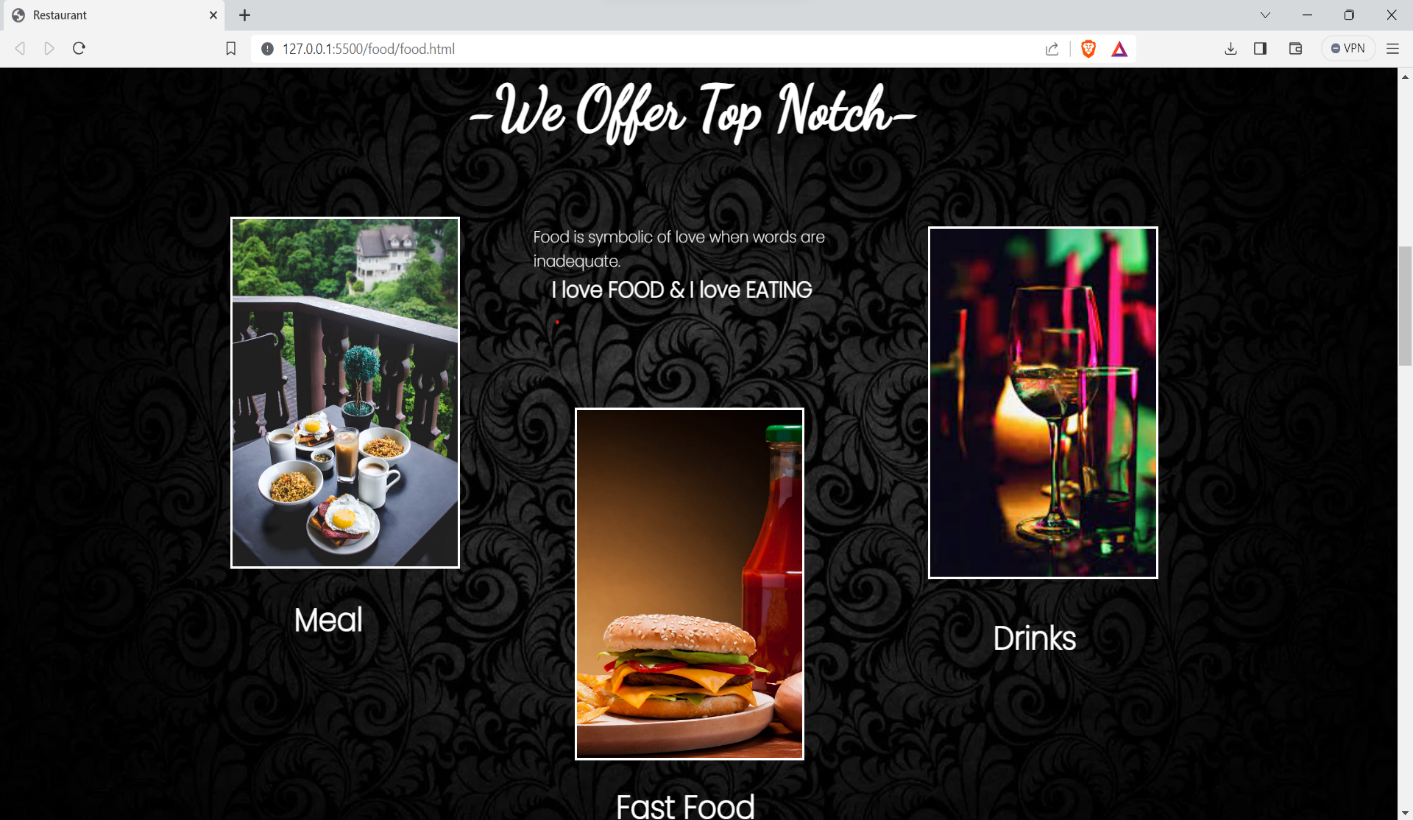 Restaurant
127.0.0.1:5500/food/food.html
VPN
-We Offer Top Notch-
Food is symbolic of love when words are
inadequate.
I love FOOD & I love EATING
Meal
Drinks
Fast Food